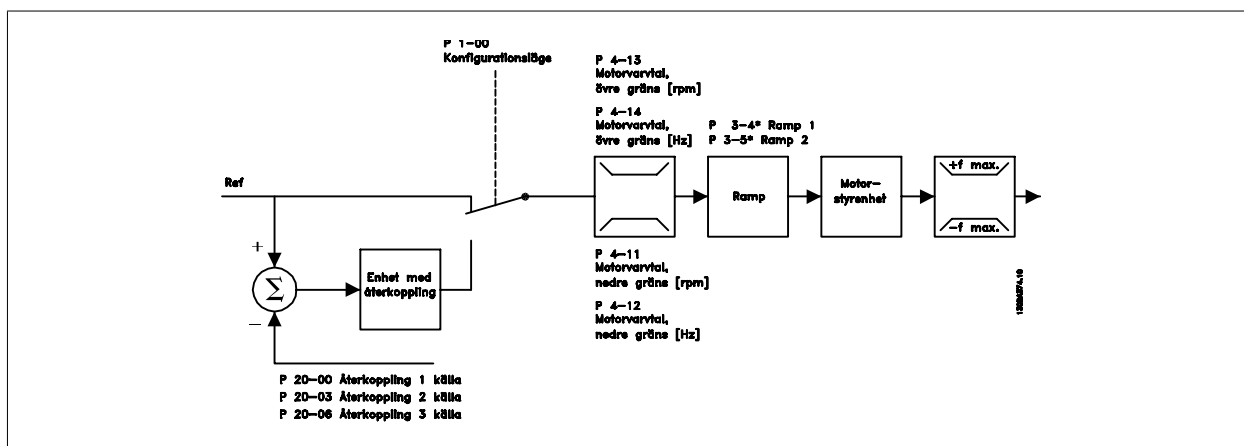 P 1-00
Konfigurationsläge
P 4-13
Motorvarvtal,
övre gräns [rpm]
P 4-14
Motorvarvtal,
övre gräns [Hz]
P 3-4* Ramp 1
P 3-5* Ramp 2
Ref
+f max.
Ramp
Motor-
styrenhet
-f max.
+
Σ
−
Enhet med
återkoppling
P 4-11
Motorvarvtal,
nedre gräns [rpm]
P 4-12
Motorvarvtal,
nedre gräns [Hz]
P 20-00 Återkoppling 1 källa
P 20-03 Återkoppling 2 källa
P 20-06 Återkoppling 3 källa